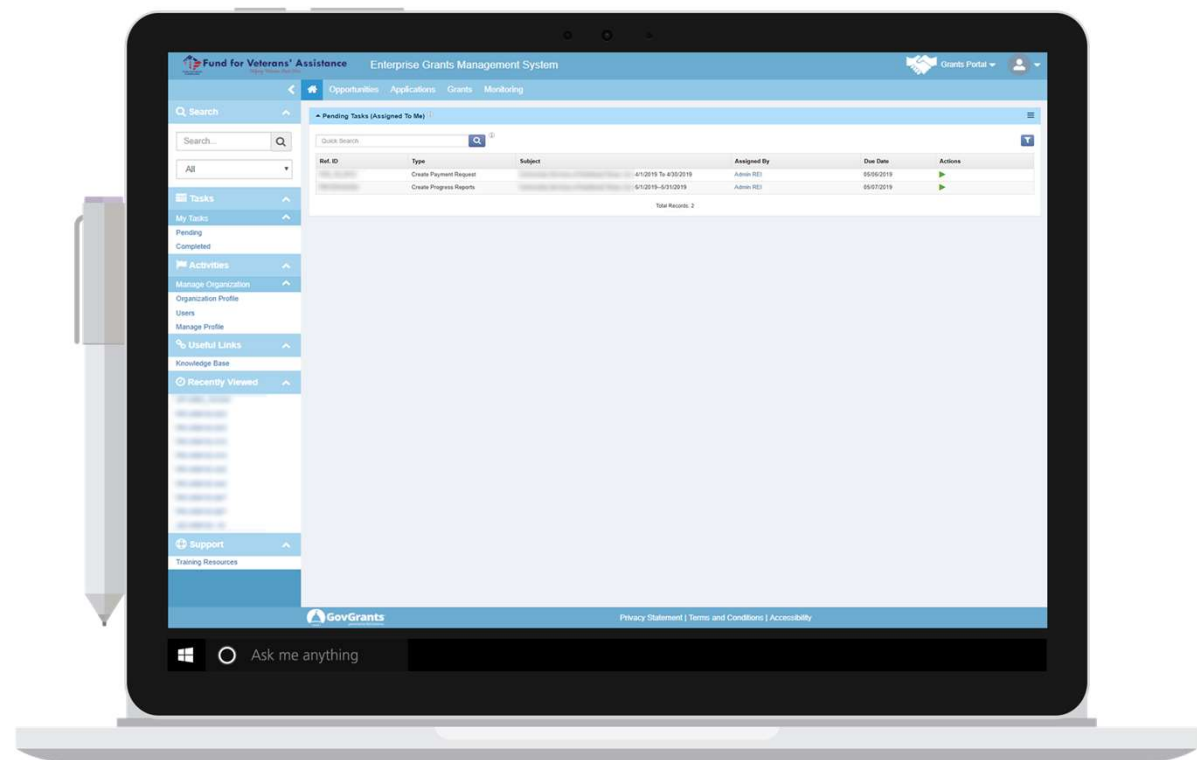 Fund for Veterans' Assistance
Enterprise Grants Management System
Grants Portal
Opportunities Applications Grants Monitoring
Search
Search...
All
Tasks
My Tasks
Pending
Completed
Activities
Manage Organization
Organization Profile
Users
Manage Profile
Useful Links
Knowledge Base
Recently Viewed
Support
Training Resources
Pending Tasks (Assigned To Me)
Quick Search
Ref. ID Type Subject Assigned By Due Date Actions
Create Payment Request 4/1/2019 To 4/30/2019 Admin REI 05/06/2019
Create Progress Reports 5/1/2019--5/31/2019 Admin REI 05/07/2019
Total Records: 2
GovGrants
Privacy Statement | Terms and Conditions | Accessibility
Ask me anything